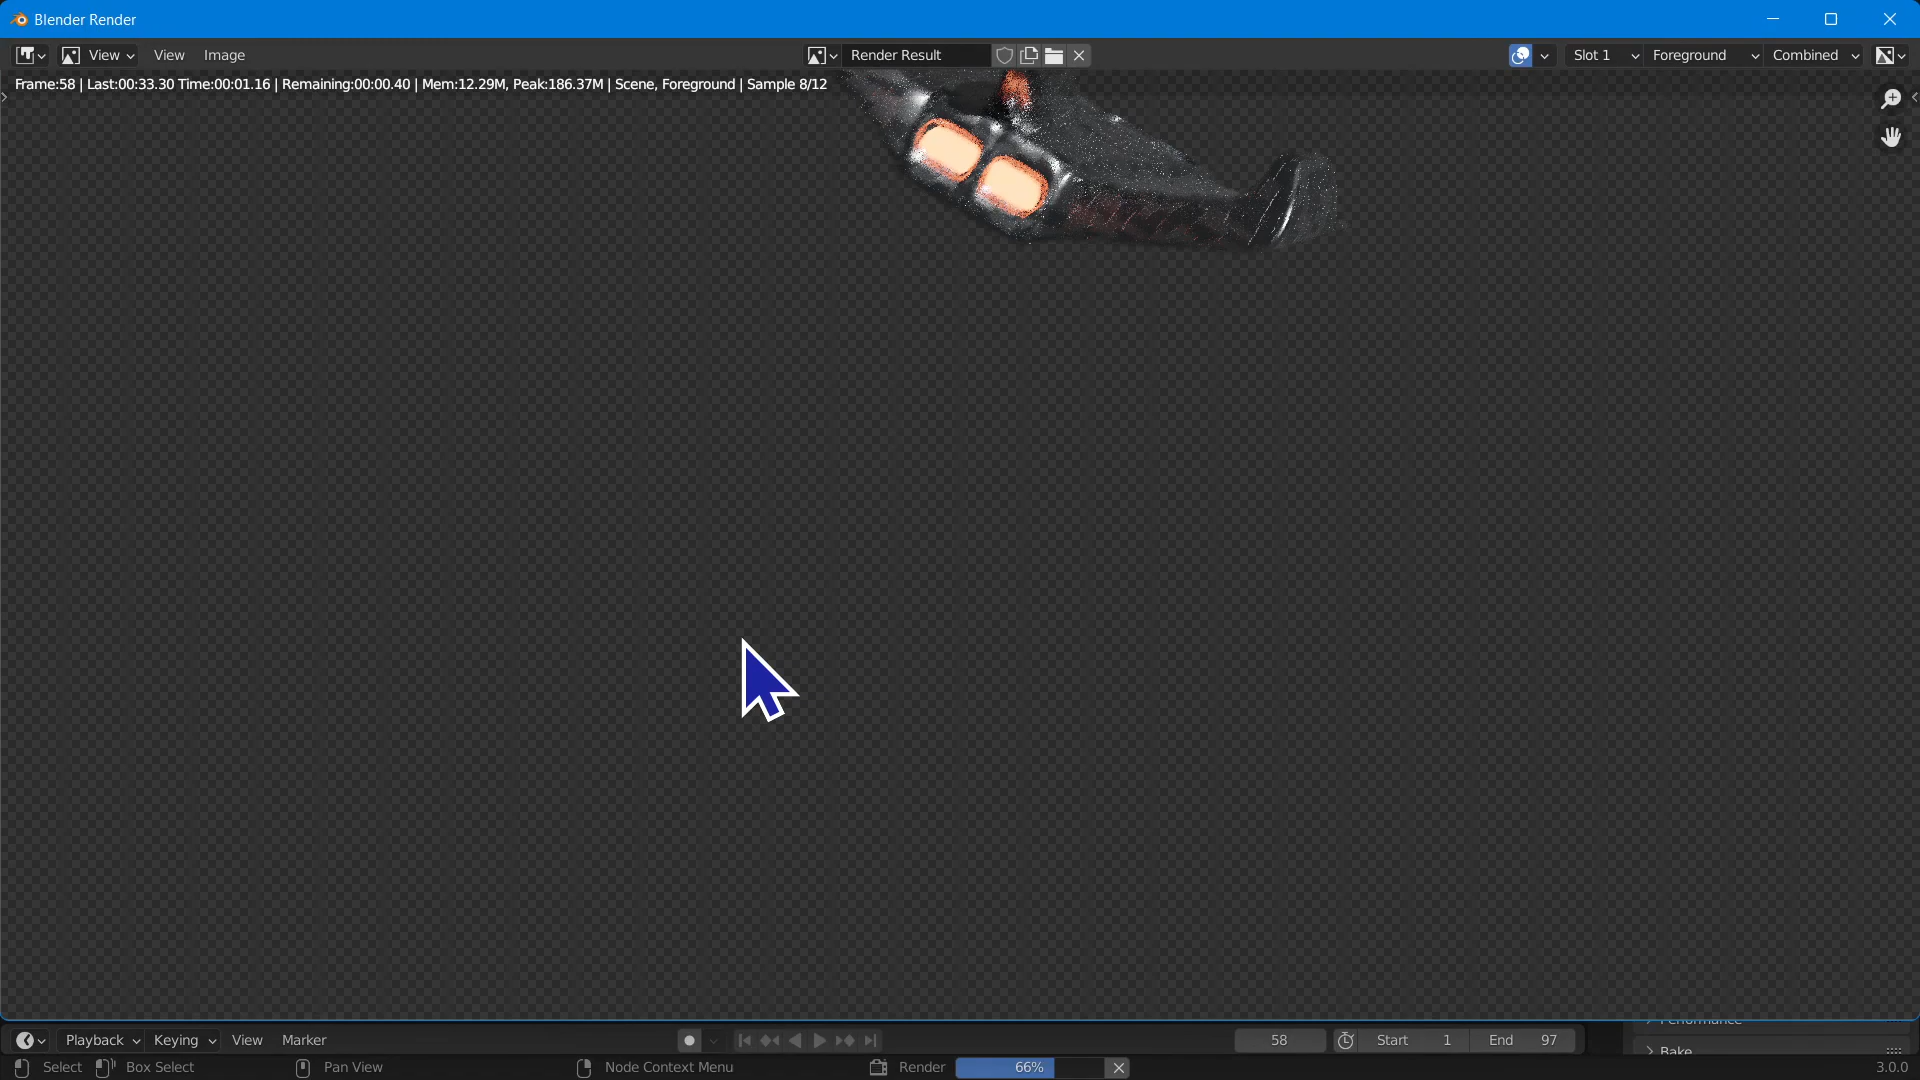 Blender Render
View View Image Render Result Slot 1 Foreground Combined
Frame:58 | Last:00:33.30 Time:00:01.16 | Remaining:00:00.40 | Mem:12.29M, Peak:186.37M | Scene, Foreground | Sample 8/12
Performance
Playback Keying View Marker 58 Start 1 End 97
Bake
Select Box Select Pan View Node Context Menu Render 66% 3.0.0